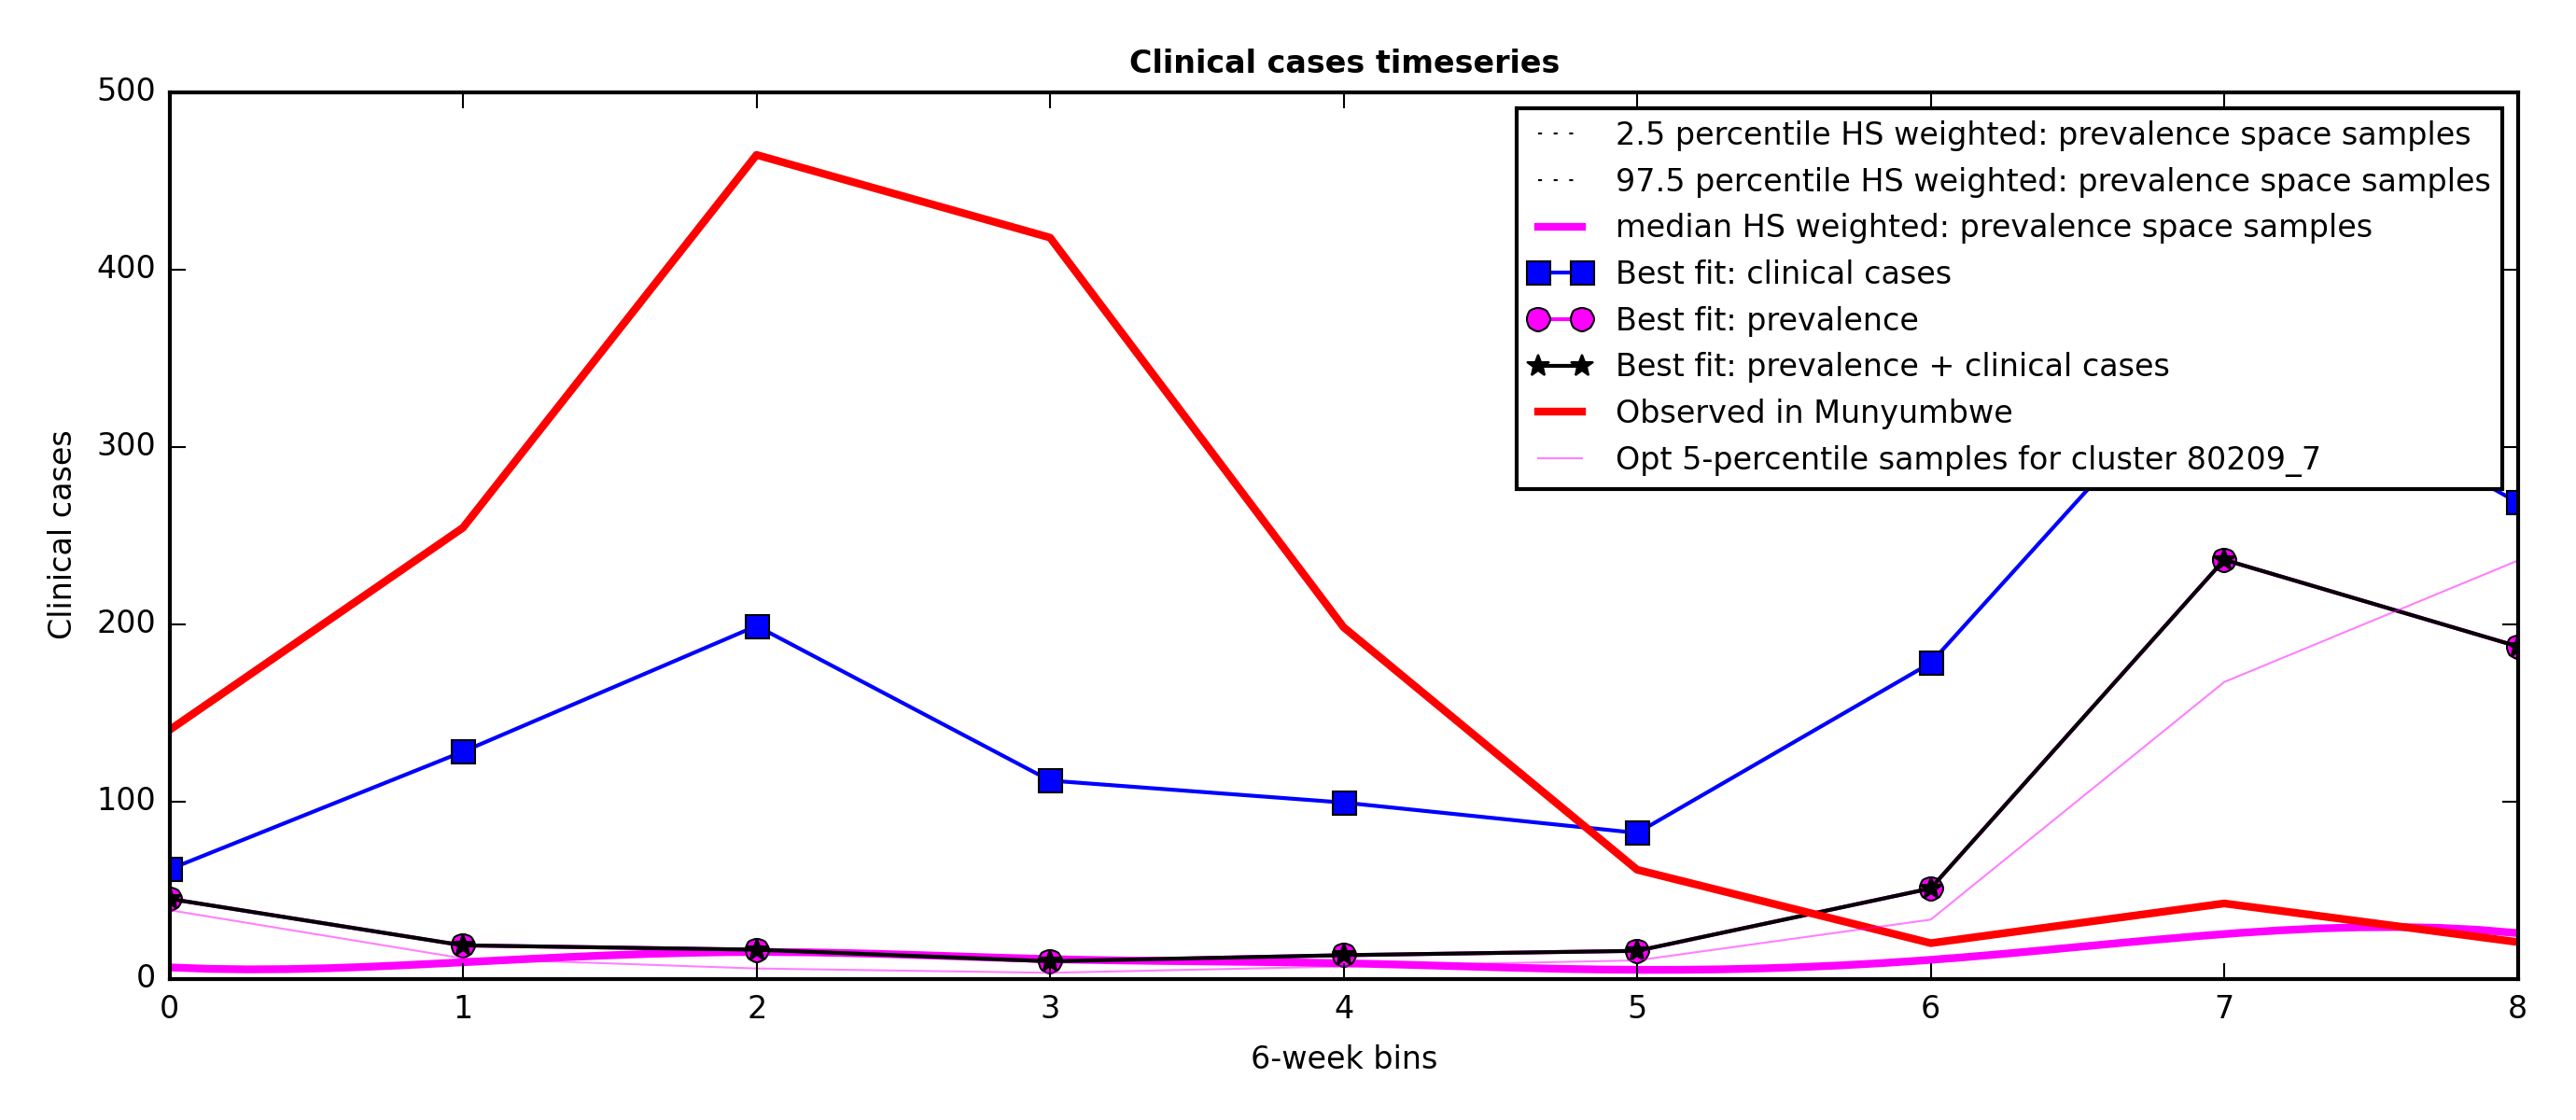 Clinical cases timeseries
500
400
300
200
100
0
Clinical cases
2.5 percentile HS weighted: prevalence space samples
97.5 percentile HS weighted: prevalence space samples
median HS weighted: prevalence space samples
Best fit: clinical cases
Best fit: prevalence
Best fit: prevalence + clinical cases
Observed in Munyumbwe
Opt 5-percentile samples for cluster 80209_7
0 1 2 3 4 5 6 7 8
6-week bins